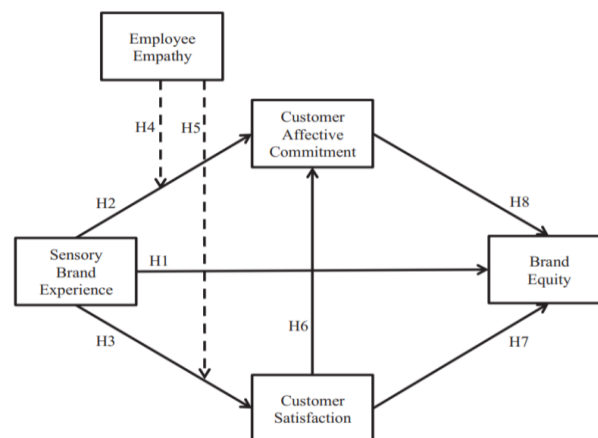 Employee
Empathy
H4
H5
Customer
Affective
Commitment
H2
H8
Sensory
Brand
Experience
H1
Brand
Equity
H3
H6
H7
Customer
Satisfaction